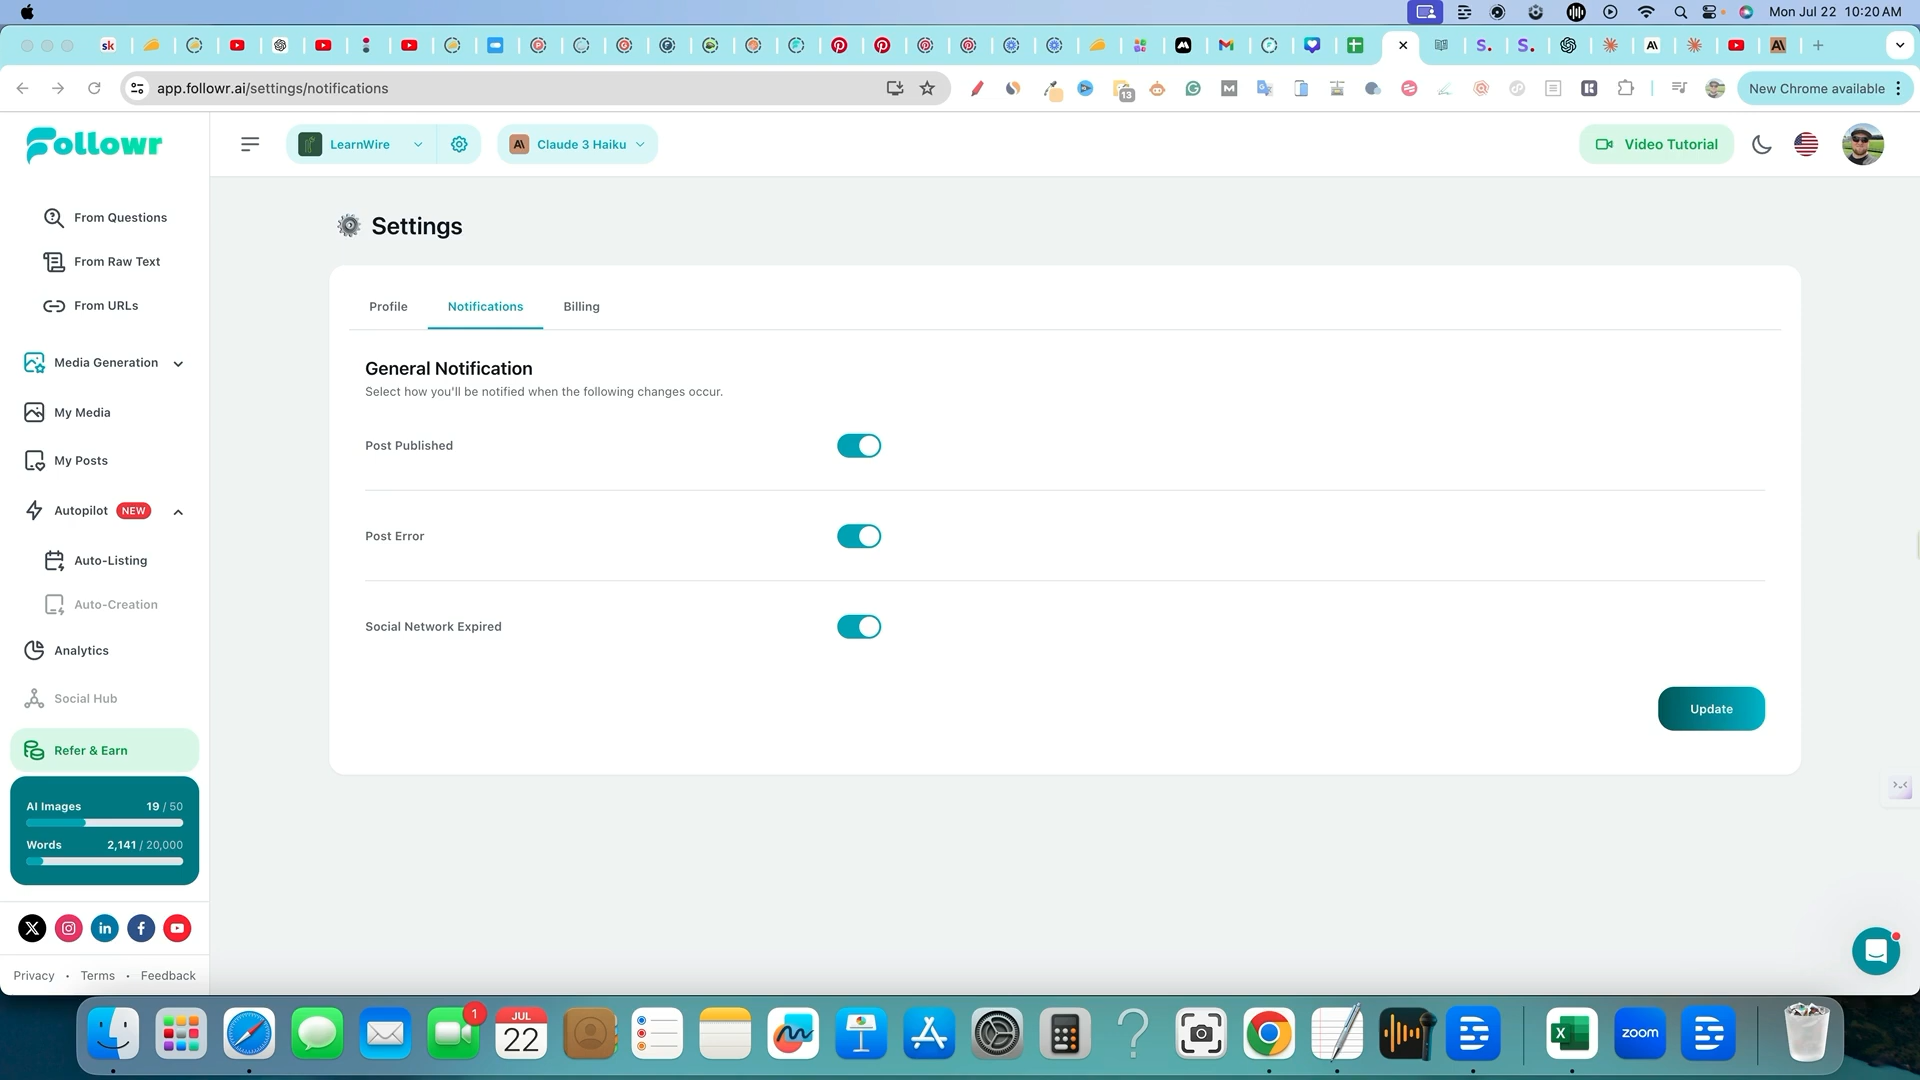 Mon Jul 22 10:20 AM
sk
S.
S.
app.followr.ai/settings/notifications
13
New Chrome available
Followr
LearnWire
Claude 3 Haiku
Video Tutorial
From Questions
From Raw Text
From URLs
Media Generation
My Media
My Posts
Autopilot NEW
Auto-Listing
Auto-Creation
Analytics
Social Hub
Refer & Earn
AI Images 19 / 50
Words 2,141 / 20,000
Privacy • Terms • Feedback
Settings
Profile Notifications Billing
General Notification
Select how you'll be notified when the following changes occur.
Post Published
Post Error
Social Network Expired
Update
1
JUL
22
zoom